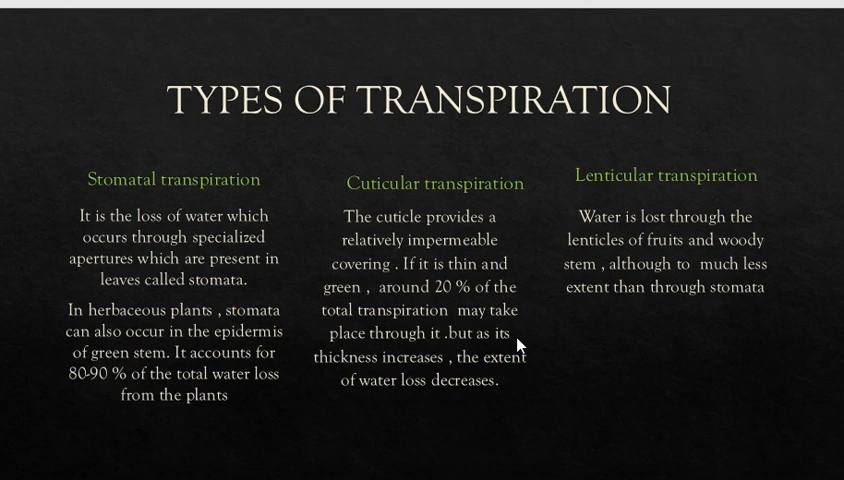 TYPES OF TRANSPIRATION
Stomatal transpiration
It is the loss of water which
occurs through specialized
apertures which are present in
leaves called stomata.
In herbaceous plants , stomata
can also occur in the epidermis
of green stem. It accounts for
80-90 % of the total water loss
from the plants
Cuticular transpiration
The cuticle provides a
relatively impermeable
covering . If it is thin and
green , around 20 % of the
total transpiration may take
place through it .but as its
thickness increases , the extent
of water loss decreases.
Lenticular transpiration
Water is lost through the
lenticles of fruits and woody
stem , although to much less
extent than through stomata